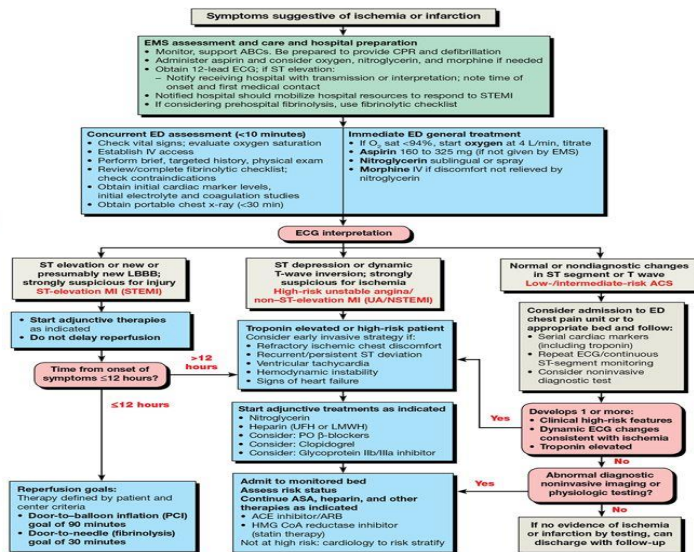 Symptoms suggestive of ischemia or infarction
EMS assessment and care and hospital preparation
• Monitor, support ABCs. Be prepared to provide CPR and defibrillation
• Administer aspirin and consider oxygen, nitroglycerin, and morphine if needed
• Obtain 12-lead ECG; if ST elevation:
– Notify receiving hospital with transmission or interpretation; note time of
onset and first medical contact
• Notified hospital should mobilize hospital resources to respond to STEMI
• If considering prehospital fibrinolysis, use fibrinolytic checklist
Concurrent ED assessment (<10 minutes)
• Check vital signs; evaluate oxygen saturation
• Establish IV access
• Perform brief, targeted history, physical exam
• Review/complete fibrinolytic checklist;
check contraindications
• Obtain initial cardiac marker levels,
initial electrolyte and coagulation studies
• Obtain portable chest x-ray (<30 min)
Immediate ED general treatment
• If O₂ sat <94%, start oxygen at 4 L/min, titrate
• Aspirin 160 to 325 mg (if not given by EMS)
• Nitroglycerin sublingual or spray
• Morphine IV if discomfort not relieved by
nitroglycerin
ECG interpretation
ST elevation or new or
presumably new LBBB;
strongly suspicious for injury
ST-elevation MI (STEMI)
• Start adjunctive therapies
as indicated
• Do not delay reperfusion
Time from onset of
symptoms ≤12 hours?
>12
hours
≤12 hours
Reperfusion goals:
Therapy defined by patient and
center criteria
• Door-to–balloon inflation (PCI)
goal of 90 minutes
• Door-to-needle (fibrinolysis)
goal of 30 minutes
ST depression or dynamic
T-wave inversion; strongly
suspicious for ischemia
High-risk unstable angina/
non–ST-elevation MI (UA/NSTEMI)
Troponin elevated or high-risk patient
Consider early invasive strategy if:
• Refractory ischemic chest discomfort
• Recurrent/persistent ST deviation
• Ventricular tachycardia
• Hemodynamic instability
• Signs of heart failure
Start adjunctive treatments as indicated
• Nitroglycerin
• Heparin (UFH or LMWH)
• Consider: PO β-blockers
• Consider: Clopidogrel
• Consider: Glycoprotein IIb/IIIa inhibitor
Admit to monitored bed
Assess risk status
Continue ASA, heparin, and other
therapies as indicated
• ACE inhibitor/ARB
• HMG CoA reductase inhibitor
(statin therapy)
Not at high risk: cardiology to risk stratify
Normal or nondiagnostic changes
in ST segment or T wave
Low-/intermediate-risk ACS
Consider admission to ED
chest pain unit or to
appropriate bed and follow:
• Serial cardiac markers
(including troponin)
• Repeat ECG/continuous
ST-segment monitoring
• Consider noninvasive
diagnostic test
Develops 1 or more:
• Clinical high-risk features
• Dynamic ECG changes
consistent with ischemia
• Troponin elevated
Yes
No
Abnormal diagnostic
noninvasive imaging or
physiologic testing?
Yes
No
If no evidence of ischemia
or infarction by testing, can
discharge with follow-up